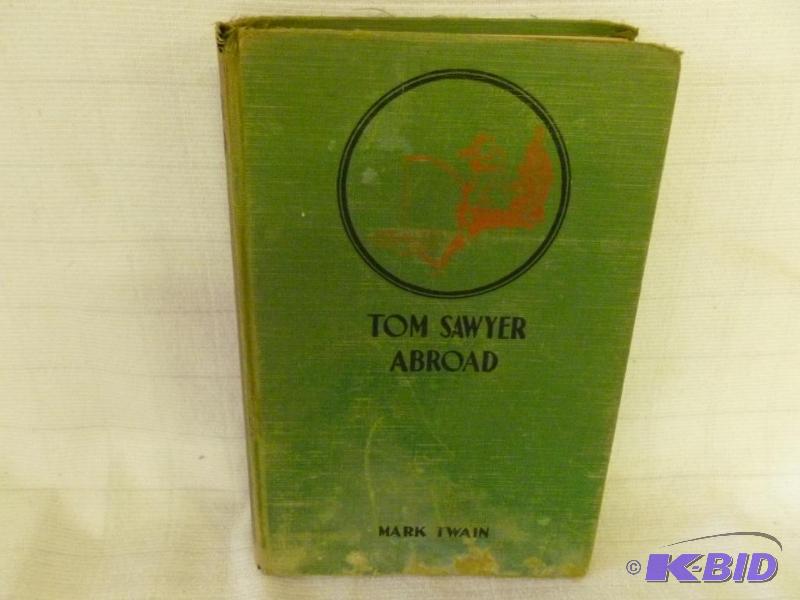 TOM SAWYER
ABROAD
MARK TWAIN
© K-BID